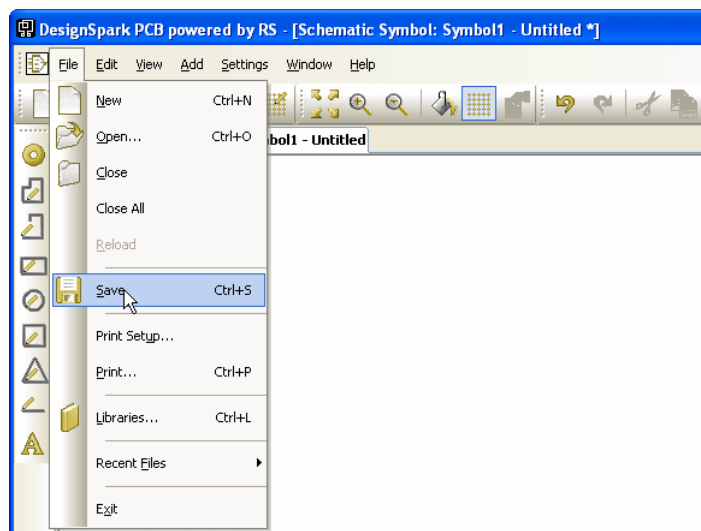 DesignSpark PCB powered by RS - [Schematic Symbol: Symbol1 - Untitled *]
File Edit View Add Settings Window Help
New Ctrl+N
Open... Ctrl+O
bol1 - Untitled
Close
Close All
Reload
Save Ctrl+S
Print Setup...
Print... Ctrl+P
Libraries... Ctrl+L
Recent Files
Exit